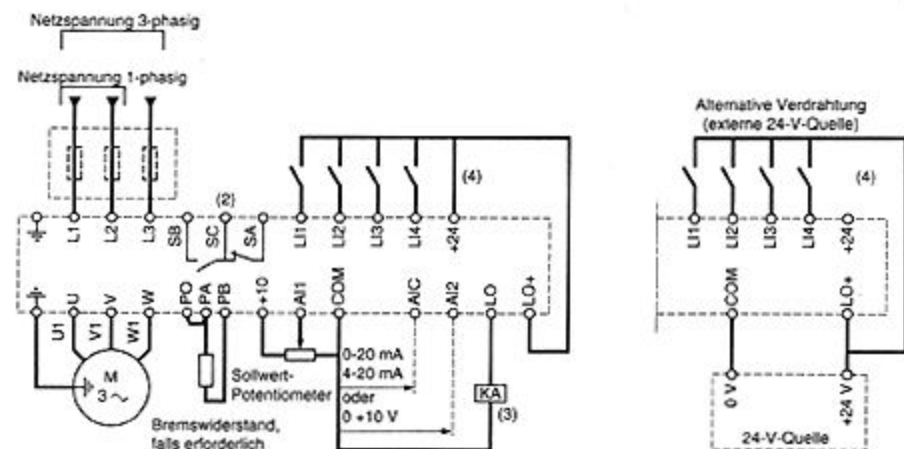 Netzspannung 3-phasig
Netzspannung 1-phasig
Alternative Verdrahtung
(externe 24-V-Quelle)
(2)
(4)
(4)
L1
L2
L3
SB
SC
SA
LI1
LI2
LI3
LI4
+24
LI1
LI2
LI3
LI4
+24
U
V
W
PO
PA
PB
+10
AI1
COM
AIC
AI2
LO
LO+
COM
LO+
U1
V1
W1
M
3 ~
Sollwert-
Potentiometer
Bremswiderstand,
falls erforderlich
0-20 mA
4-20 mA
oder
0 +10 V
KA
(3)
0 V
+24 V
24-V-Quelle